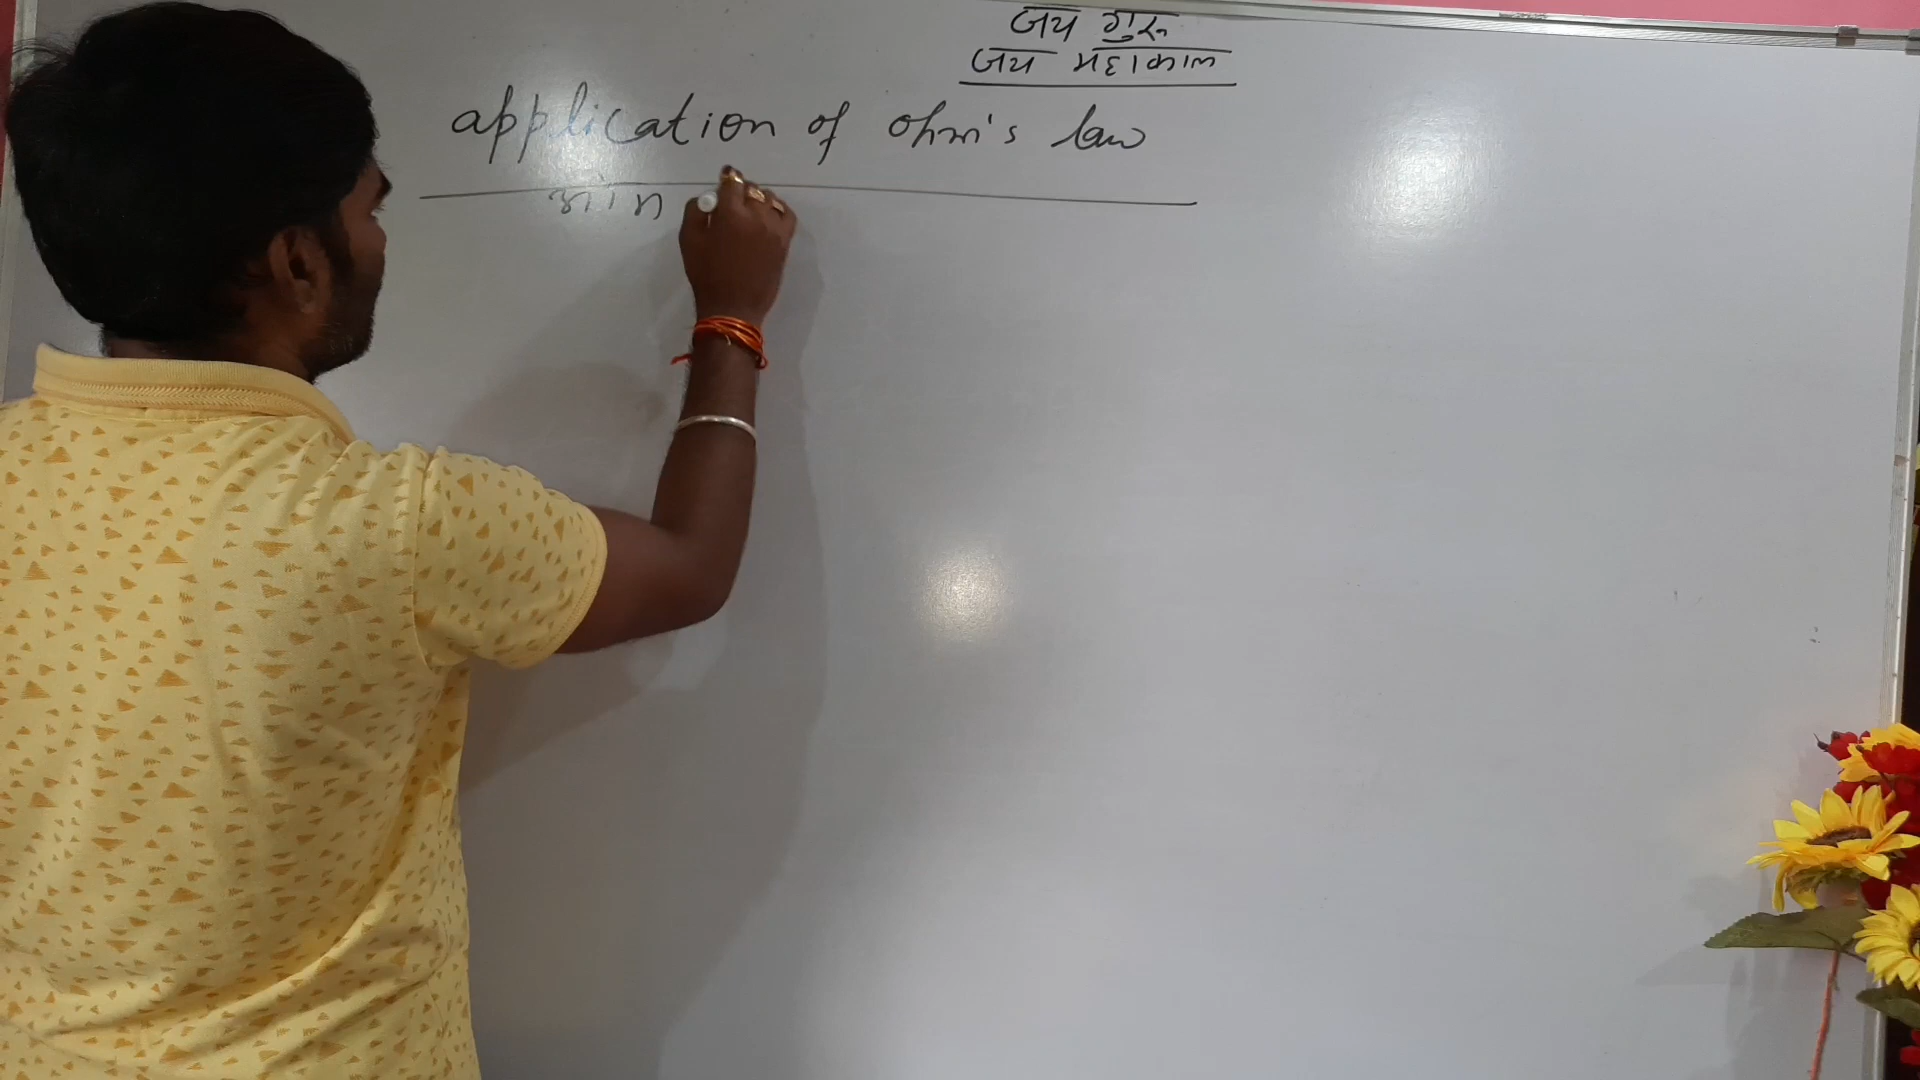 जय गुरु
जय महाकाल
application of ohm's law
ओम